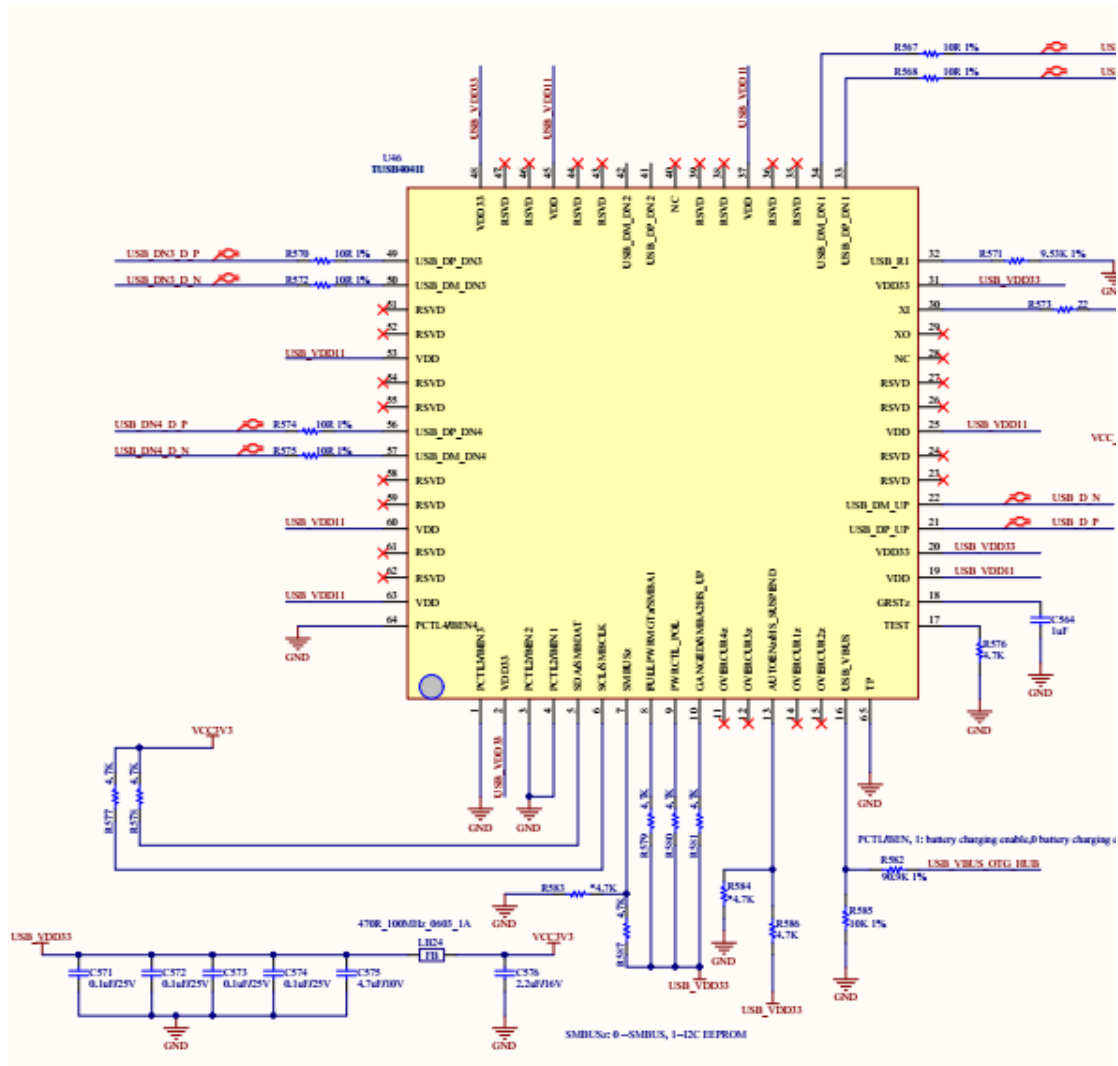 R567 10R 1%
R568 10R 1%
USB_VDD33
USB_VDD11
USB_VDD11
U46
TUSB4041I
48 47 46 45 44 43 42 41 40 39 38 37 36 35 34 33
VDD33
RSVD
RSVD
VDD
RSVD
RSVD
USB_DM_DN2
USB_DP_DN2
NC
RSVD
RSVD
VDD
RSVD
RSVD
USB_DM_DN1
USB_DP_DN1
USB_DN3_D_P R570 10R 1% 49 USB_DP_DN3
USB_DN3_D_N R572 10R 1% 50 USB_DM_DN3
51 RSVD
52 RSVD
USB_VDD11 53 VDD
54 RSVD
55 RSVD
USB_DN4_D_P R574 10R 1% 56 USB_DP_DN4
USB_DN4_D_N R575 10R 1% 57 USB_DM_DN4
58 RSVD
59 RSVD
USB_VDD11 60 VDD
61 RSVD
62 RSVD
USB_VDD11 63 VDD
64 PCTL4/BEN4
GND
USB_R1 32 R571 9.53K 1%
VDD33 31 USB_VDD33
XI 30 R573 22
XO 29
NC 28
RSVD 27
RSVD 26
VDD 25 USB_VDD11
VCC_
RSVD 24
RSVD 23
USB_DM_UP 22 USB_D_N
USB_DP_UP 21 USB_D_P
VDD33 20 USB_VDD33
VDD 19 USB_VDD11
GRSTz 18 C564
1uF
TEST 17 R576
4.7K
GND
GND
PCTL3/BEN3
VDD33
PCTL2/BEN2
SDA/SMBDAT
SCL/SMBCLK
SMBUSz
FULLPWRMGTz/SMBA1
PWRCTL_POL
GANGED/SMBA2/HS_UP
OVERCUR4z
OVERCUR3z
AUTOENz/HS_SUSPEND
OVERCUR1z
OVERCUR2z
USB_VBUS
TP
1 2 3 4 5 6 7 8 9 10 11 12 13 14 15 16 65
VCC3V3
USB_VDD33
4.7K 4.7K
R577 R578
GND GND
GND
4.7K 4.7K 4.7K
R579 R580 R581
PCTL/BEN, 1: battery charging enable,0 battery charging
R582 USB_VBUS_OTG_HUB
90.9K 1%
R583 *4.7K
GND
4.7K
R587
R584
*4.7K
GND
R586
4.7K
R585
10K 1%
GND
USB_VDD33
USB_VDD33
USB_VDD33
470R_100MHz_0603_1A
LB24
FB
VCC3V3
C571
0.1uF/25V
C572
0.1uF/25V
C573
0.1uF/25V
C574
0.1uF/25V
C575
4.7uF/10V
C576
2.2uF/16V
GND
GND
SMBUSz: 0 --SMBUS, 1--I2C EEPROM